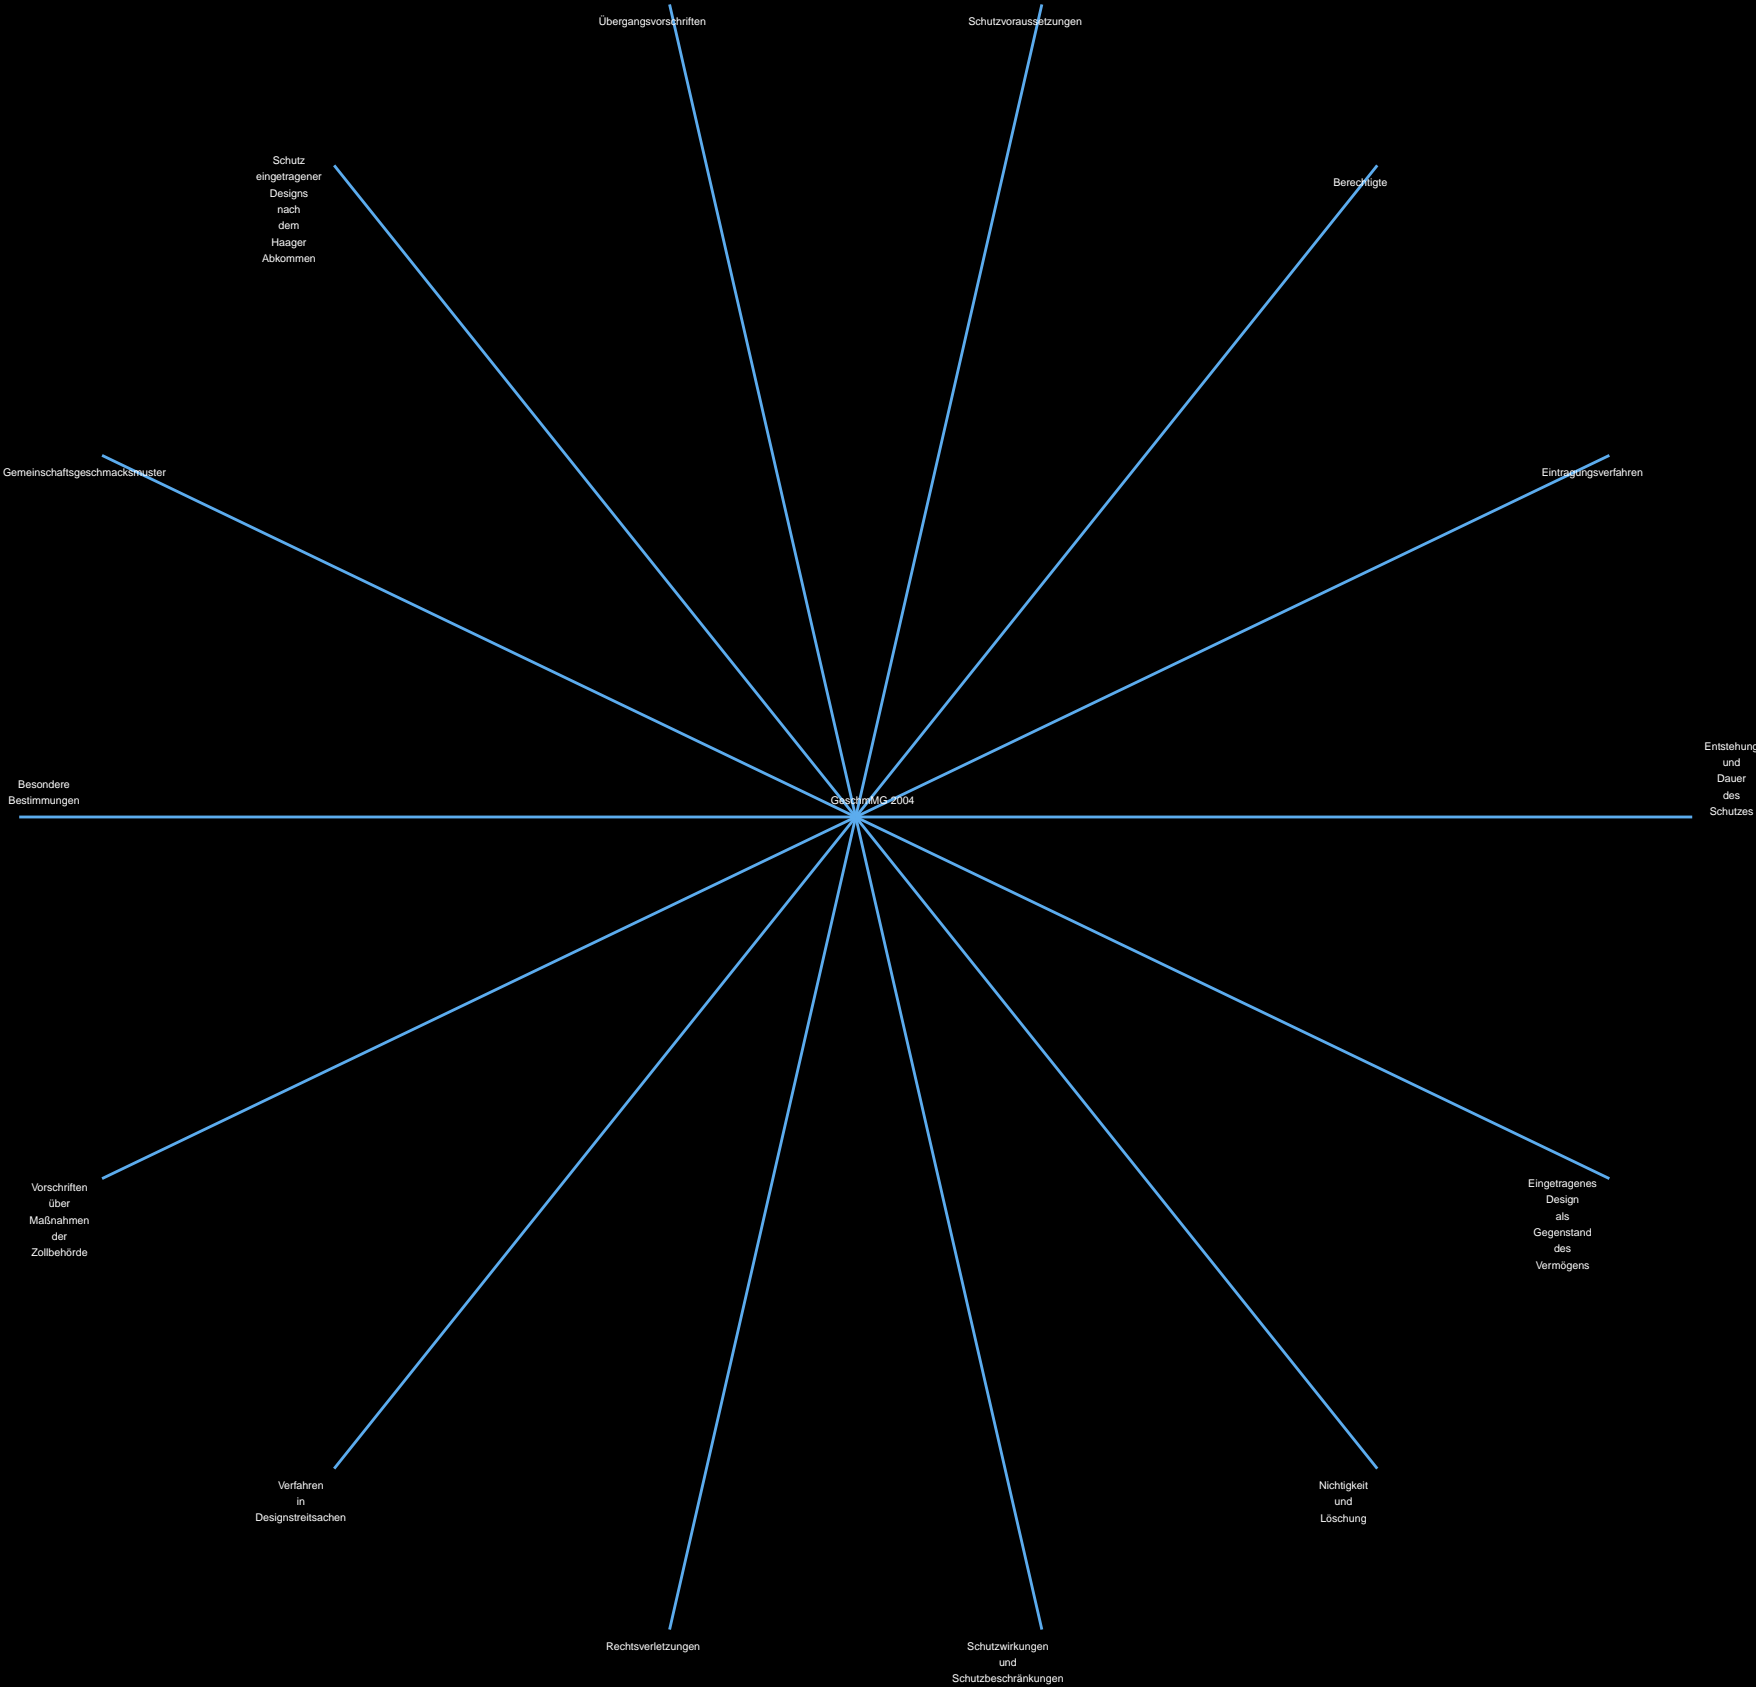 Übergangsvorschriften
Schutzvoraussetzungen
Schutz
eingetragener
Designs
nach
dem
Haager
Abkommen
Berechtigte
Gemeinschaftsgeschmacksmuster
Eintragungsverfahren
Entstehung
und
Dauer
des
Schutzes
Besondere
Bestimmungen
GeschmMG 2004
Vorschriften
über
Maßnahmen
der
Zollbehörde
Eingetragenes
Design
als
Gegenstand
des
Vermögens
Verfahren
in
Designstreitsachen
Nichtigkeit
und
Löschung
Rechtsverletzungen
Schutzwirkungen
und
Schutzbeschränkungen